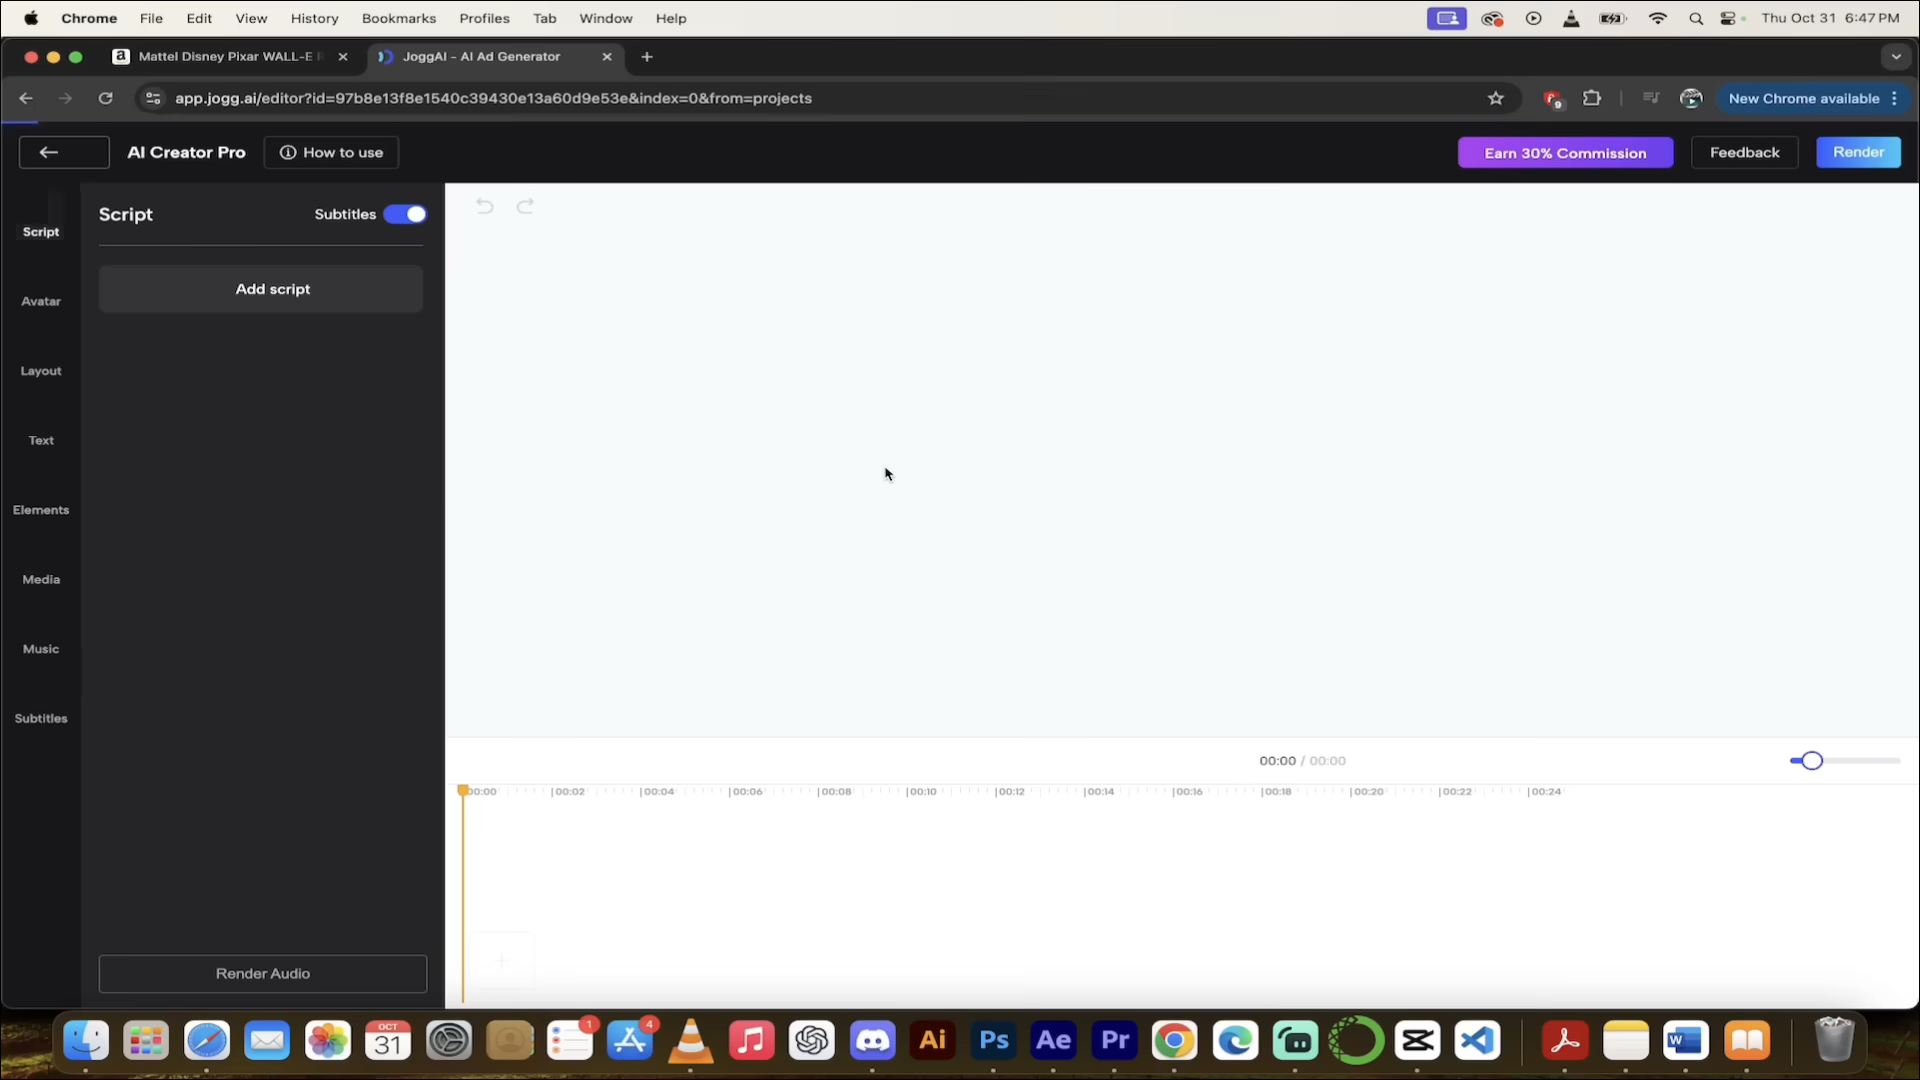 Chrome File Edit View History Bookmarks Profiles Tab Window Help Thu Oct 31 6:47 PM
a Mattel Disney Pixar WALL-E JoggAI - AI Ad Generator
app.jogg.ai/editor?id=97b8e13f8e1540c39430e13a60d9e53e&index=0&from=projects 9 New Chrome available
AI Creator Pro How to use Earn 30% Commission Feedback Render
Script
Script Subtitles
Add script
Avatar
Layout
Text
Elements
Media
Music
Subtitles
00:00 / 00:00
00:00 00:02 00:04 00:06 00:08 00:10 00:12 00:14 00:16 00:18 00:20 00:22 00:24
Render Audio
OCT
31
1
4
Ai Ps Ae Pr W